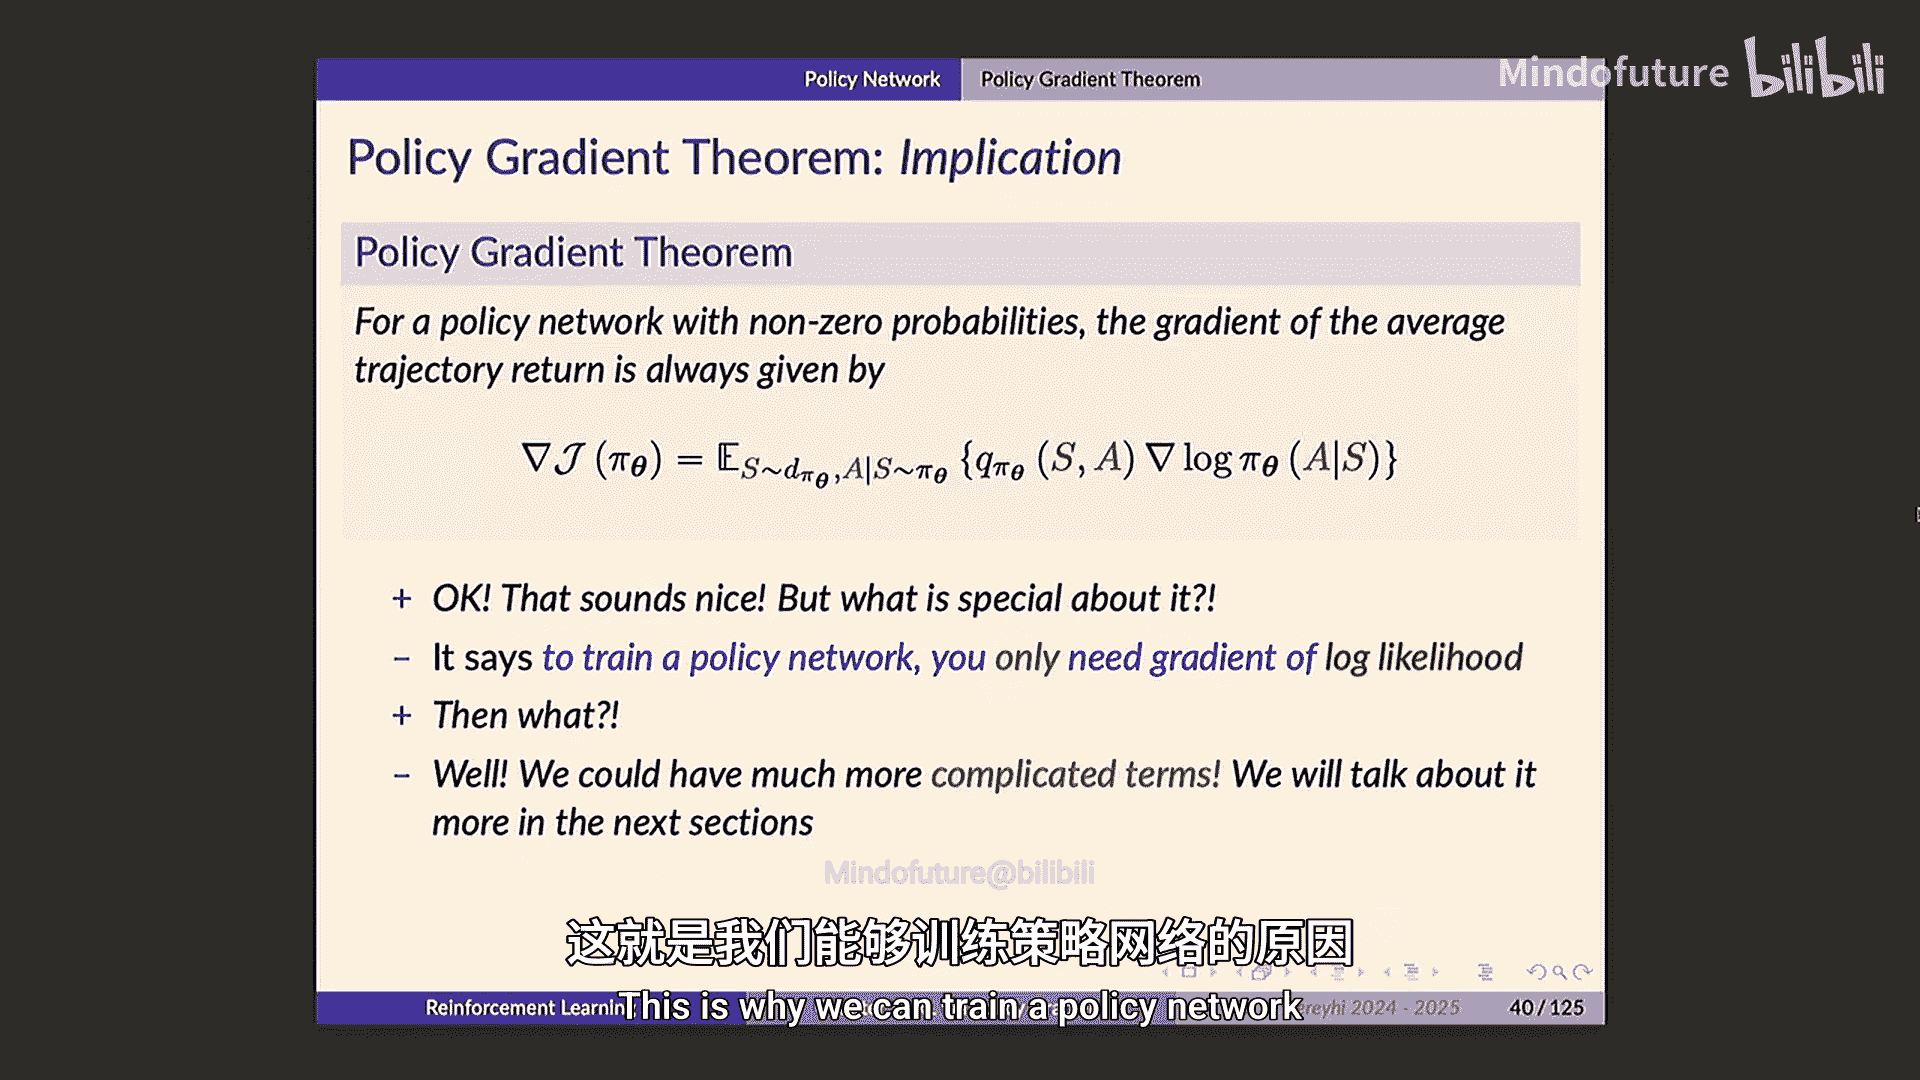 Policy Network
Policy Gradient Theorem
Mindofuture bilibili
Policy Gradient Theorem: Implication
Policy Gradient Theorem
For a policy network with non-zero probabilities, the gradient of the average
trajectory return is always given by
∇𝒥(π_θ) = 𝔼_{S∼d_{π_θ}, A|S∼π_θ} {q_{π_θ}(S, A) ∇ log π_θ(A|S)}
+ OK! That sounds nice! But what is special about it?!
– It says to train a policy network, you only need gradient of log likelihood
+ Then what?!
– Well! We could have much more complicated terms! We will talk about it
more in the next sections
Mindofuture@bilibili
这就是我们能够训练策略网络的原因
Reinforcement Learning
This is why we can train a policy network
2024 - 2025
40 / 125